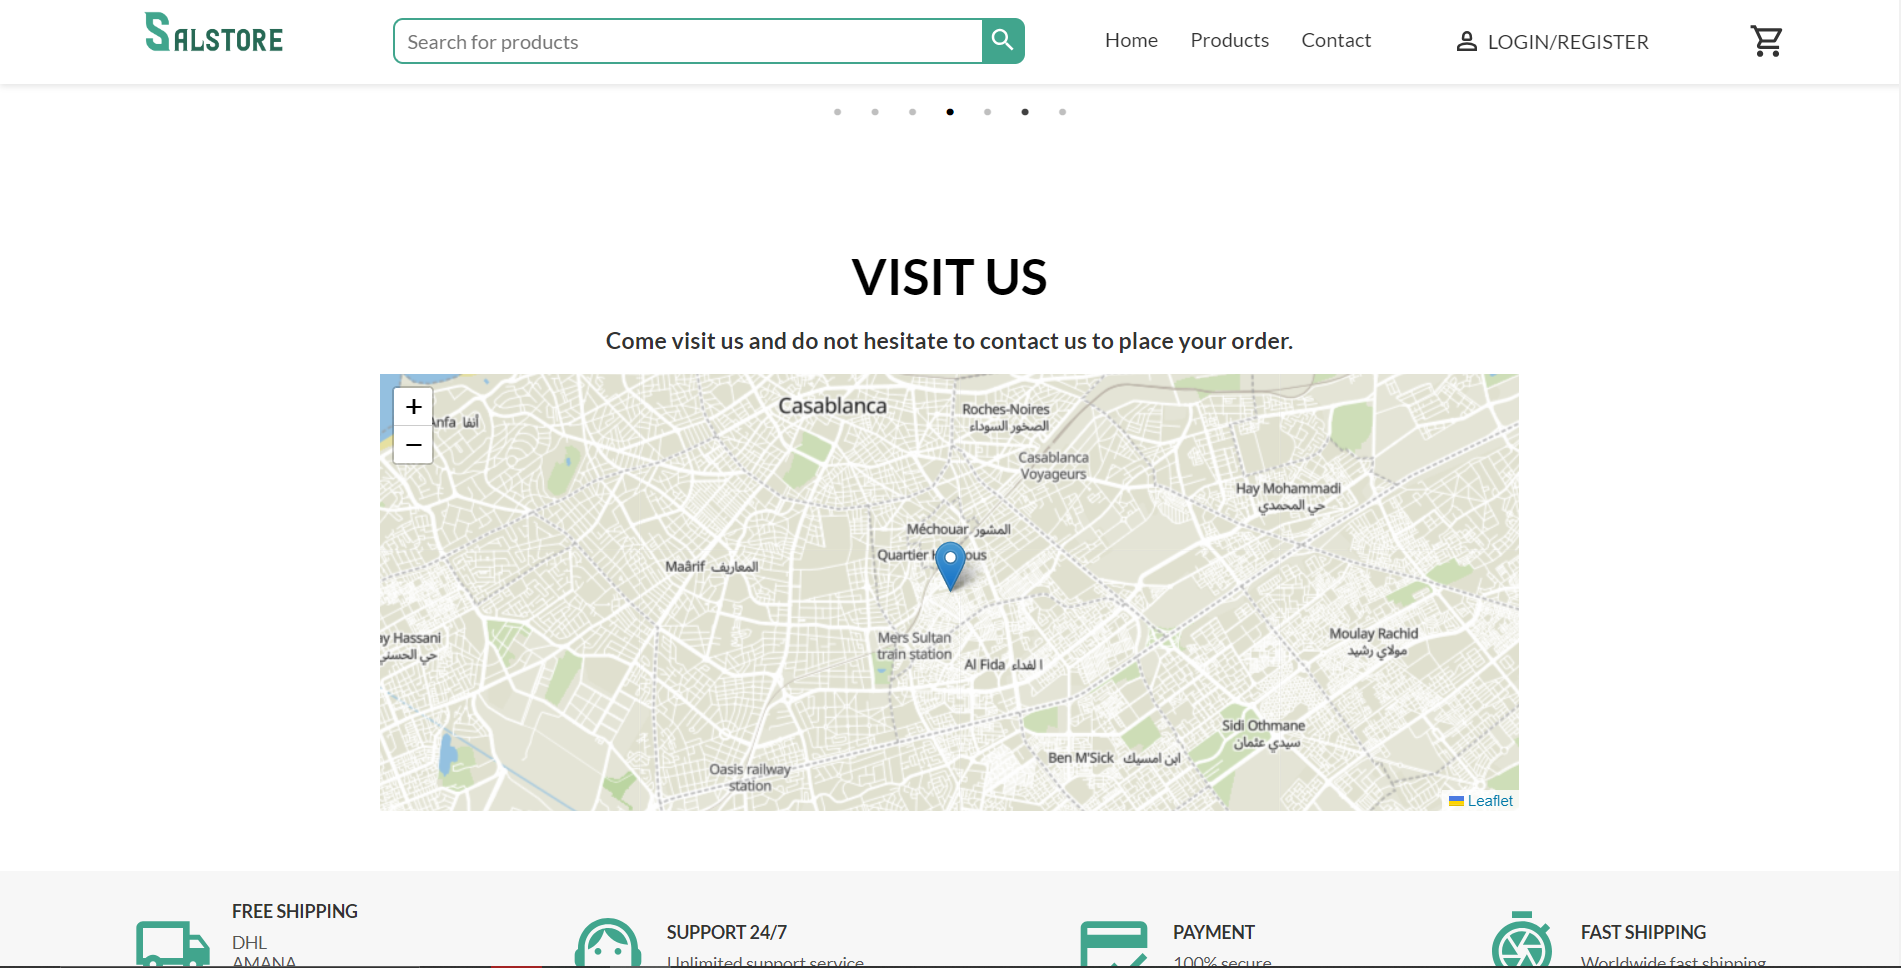 SALSTORE
Search for products
Home
Products
Contact
LOGIN/REGISTER
VISIT US
Come visit us and do not hesitate to contact us to place your order.
+
−
Anfa أنفا
Casablanca
Roches-Noires
الصخور السوداء
Casablanca
Voyageurs
Hay Mohammadi
حي المحمدي
Méchouar المشور
Quartier
Maârif المعاريف
ay Hassani
حي الحسني
Mers Sultan
train station
Al Fida الفداء
Moulay Rachid
مولاي رشيد
Sidi Othmane
سيدي عثمان
Ben M'Sick ابن امسيك
Oasis railway
station
Leaflet
FREE SHIPPING
DHL
AMANA
SUPPORT 24/7
Unlimited support service
PAYMENT
100% secure
FAST SHIPPING
Worldwide fast shipping